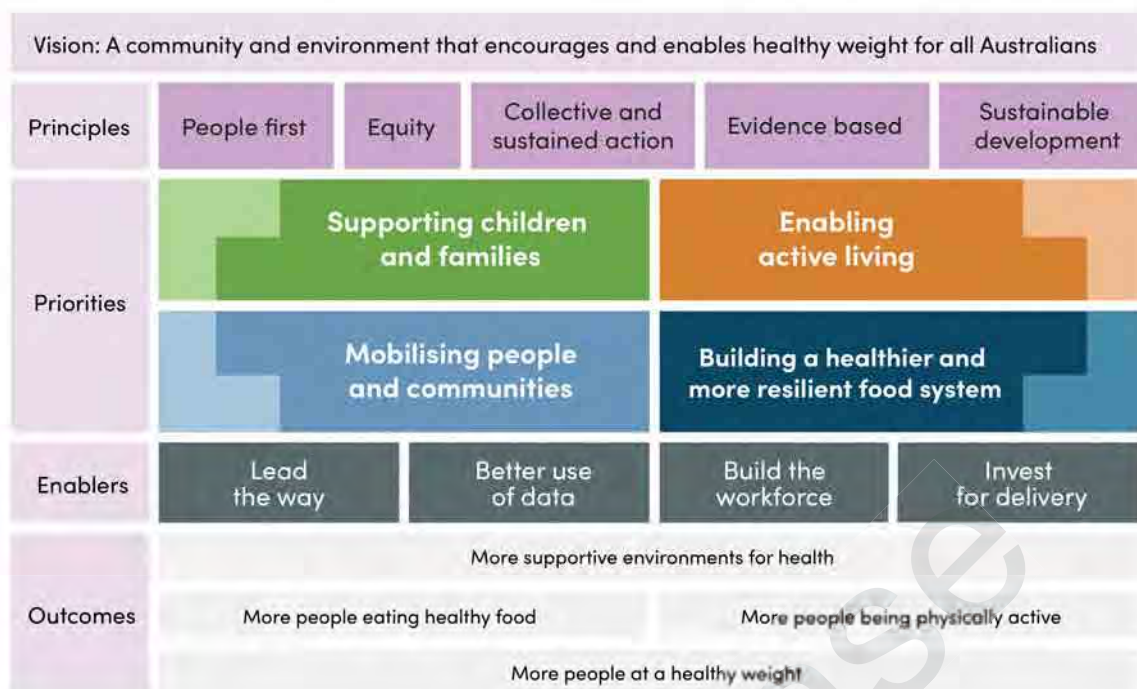 Vision: A community and environment that encourages and enables healthy weight for all Australians
Principles
People first
Equity
Collective and
sustained action
Evidence based
Sustainable
development
Priorities
Supporting children
and families
Enabling
active living
Mobilising people
and communities
Building a healthier and
more resilient food system
Enablers
Lead
the way
Better use
of data
Build the
workforce
Invest
for delivery
Outcomes
More supportive environments for health
More people eating healthy food
More people being physically active
More people at a healthy weight